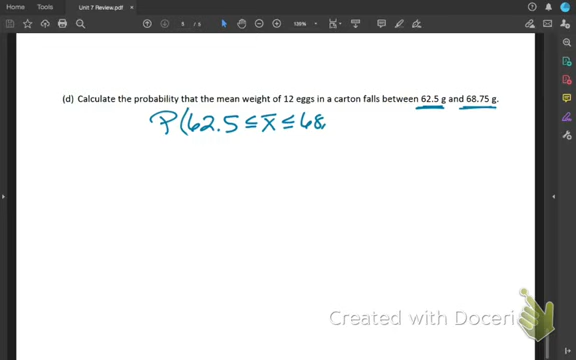 Home Tools Unit 7 Review.pdf ×
5 / 5 138%
(d) Calculate the probability that the mean weight of 12 eggs in a carton falls between 62.5 g and 68.75 g.
P(62.5 ≤ x̄ ≤ 68.
Created with Doceri